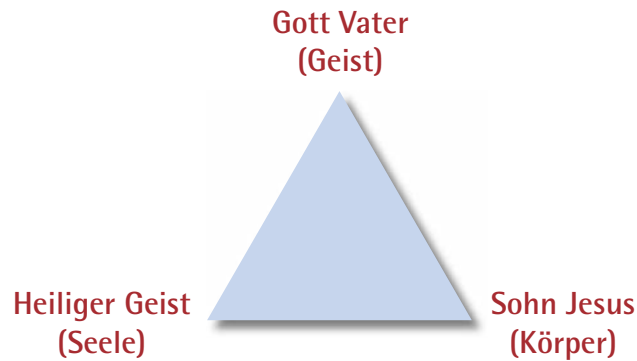 Gott Vater
(Geist)
Heiliger Geist
(Seele)
Sohn Jesus
(Körper)